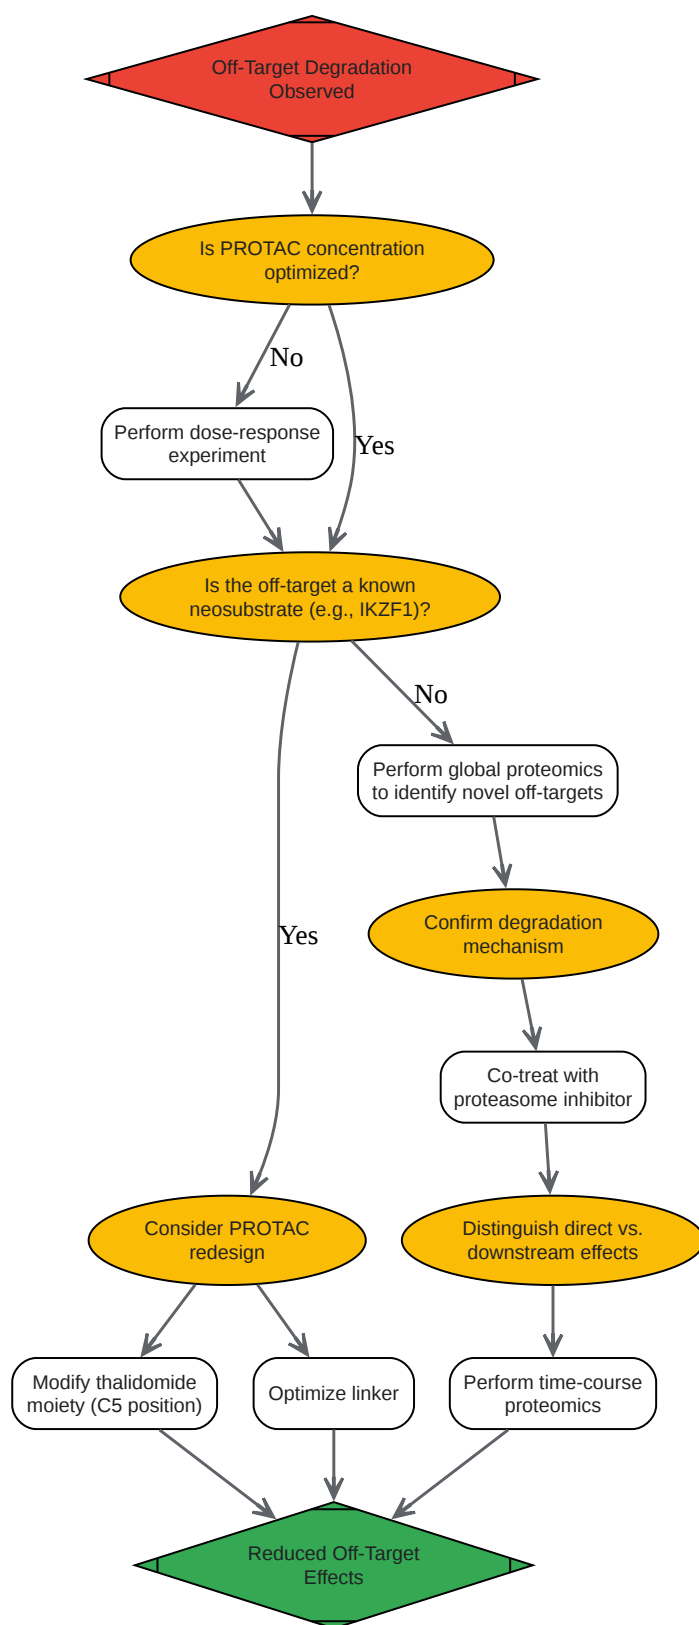 Off-Target Degradation
Observed
Is PROTAC concentration
optimized?
No
Perform dose-response
experiment
Yes
Is the off-target a known
neosubstrate (e.g., IKZF1)?
No
Perform global proteomics
to identify novel off-targets
Confirm degradation
mechanism
Yes
Co-treat with
proteasome inhibitor
Consider PROTAC
redesign
Distinguish direct vs.
downstream effects
Modify thalidomide
moiety (C5 position)
Optimize linker
Perform time-course
proteomics
Reduced Off-Target
Effects